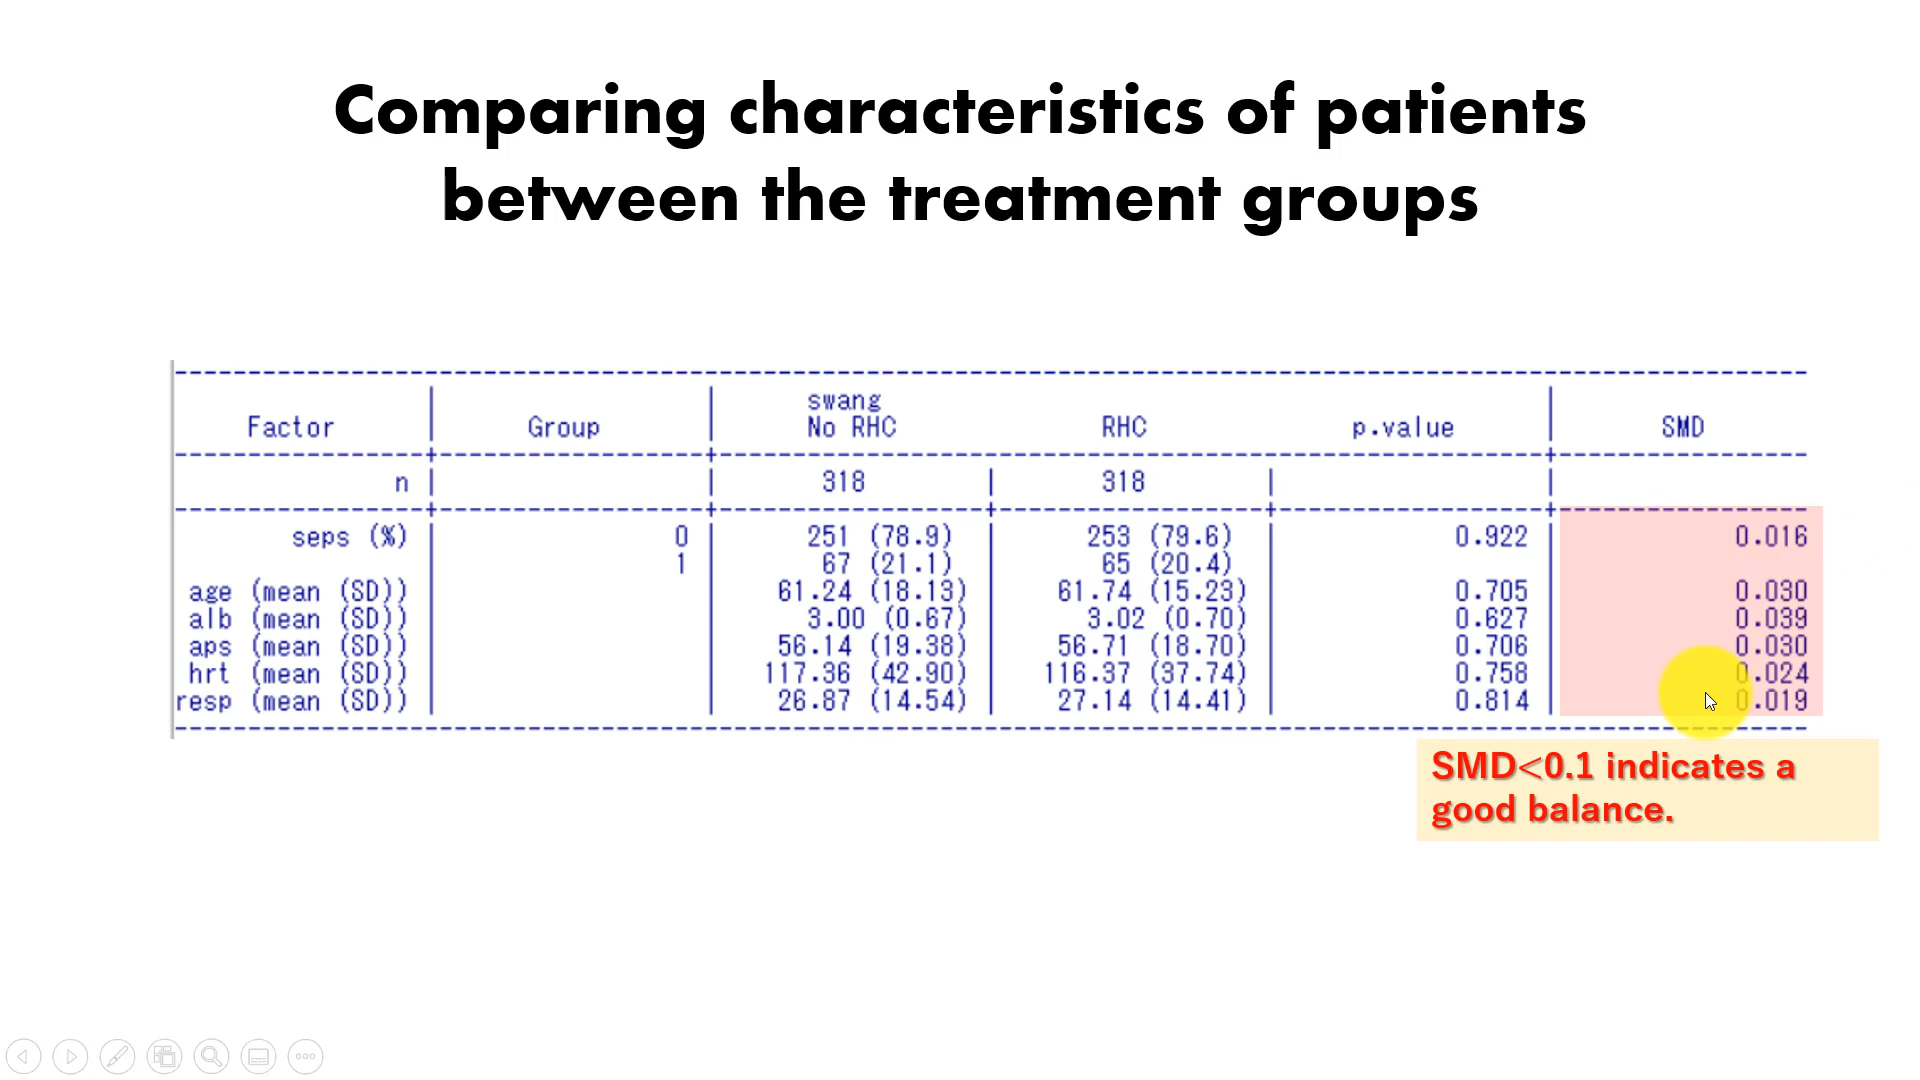 Comparing characteristics of patients
between the treatment groups
swang
Factor Group No RHC RHC p.value SMD
n 318 318
seps (%) 0 251 (78.9) 253 (79.6) 0.922 0.016
1 67 (21.1) 65 (20.4)
age (mean (SD)) 61.24 (18.13) 61.74 (15.23) 0.705 0.030
alb (mean (SD)) 3.00 (0.67) 3.02 (0.70) 0.627 0.039
aps (mean (SD)) 56.14 (19.38) 56.71 (18.70) 0.706 0.030
hrt (mean (SD)) 117.36 (42.90) 116.37 (37.74) 0.758 0.024
resp (mean (SD)) 26.87 (14.54) 27.14 (14.41) 0.814 0.019
SMD<0.1 indicates a
good balance.